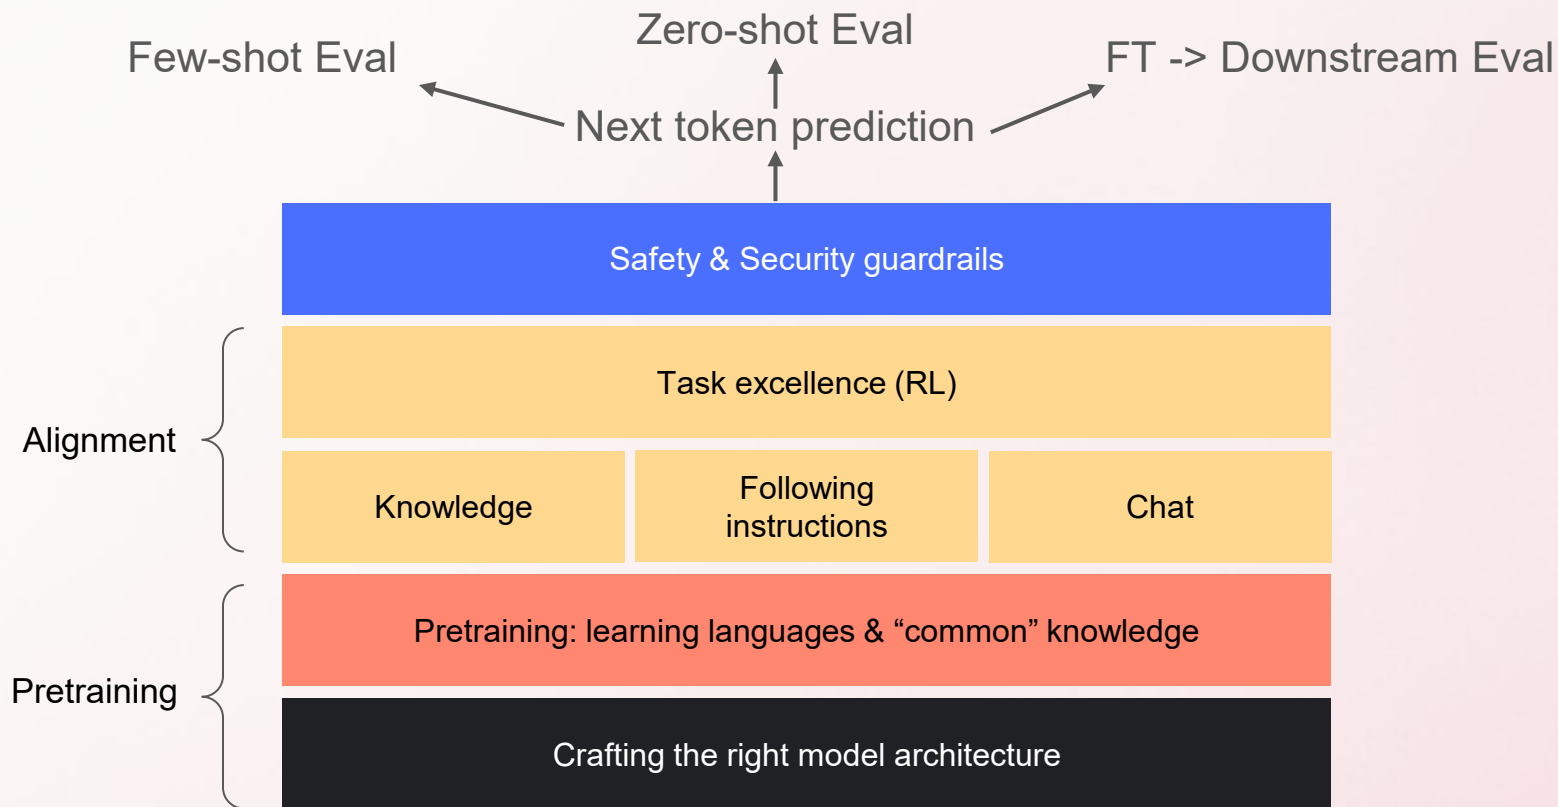 Zero-shot Eval
Few-shot Eval
FT -> Downstream Eval
Next token prediction
Safety & Security guardrails
Task excellence (RL)
Alignment
Knowledge
Following
instructions
Chat
Pretraining: learning languages & “common” knowledge
Pretraining
Crafting the right model architecture